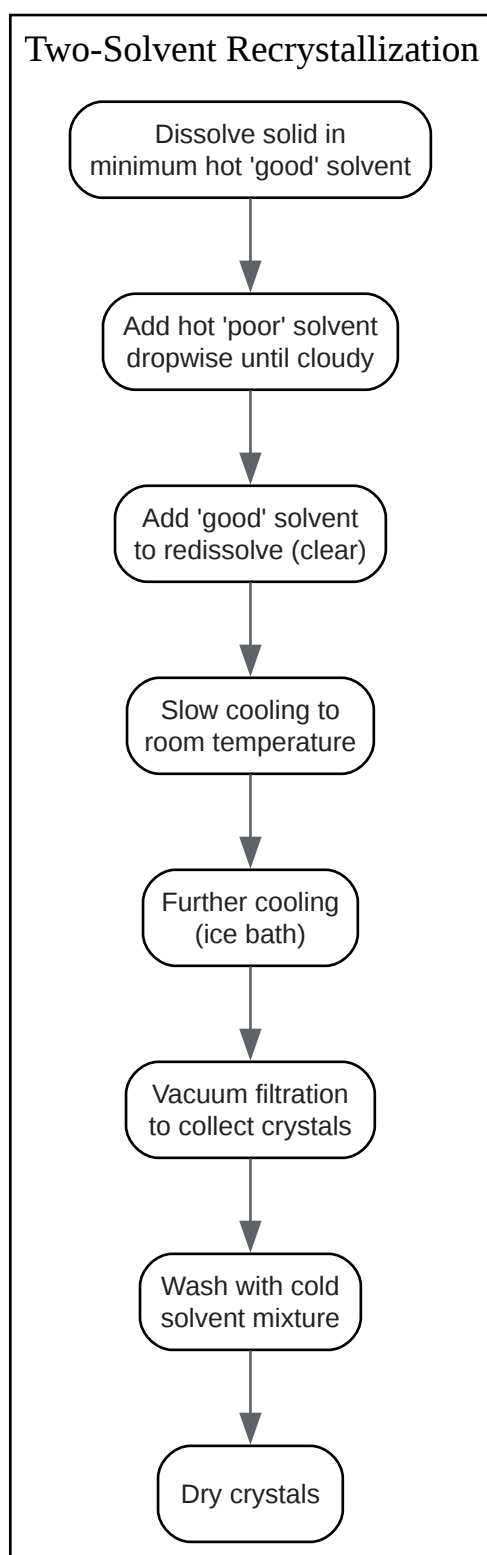 Two-Solvent Recrystallization
Dissolve solid in
minimum hot 'good' solvent
Add hot 'poor' solvent
dropwise until cloudy
Add 'good' solvent
to redissolve (clear)
Slow cooling to
room temperature
Further cooling
(ice bath)
Vacuum filtration
to collect crystals
Wash with cold
solvent mixture
Dry crystals